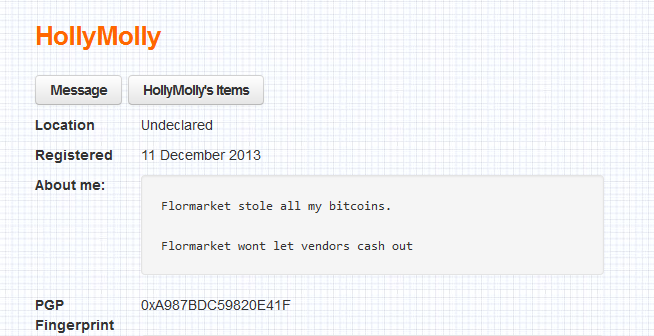 HollyMolly
Message HollyMolly's Items
Location Undeclared
Registered 11 December 2013
About me:
Flormarket stole all my bitcoins.
Flormarket wont let vendors cash out
PGP Fingerprint 0xA987BDC59820E41F